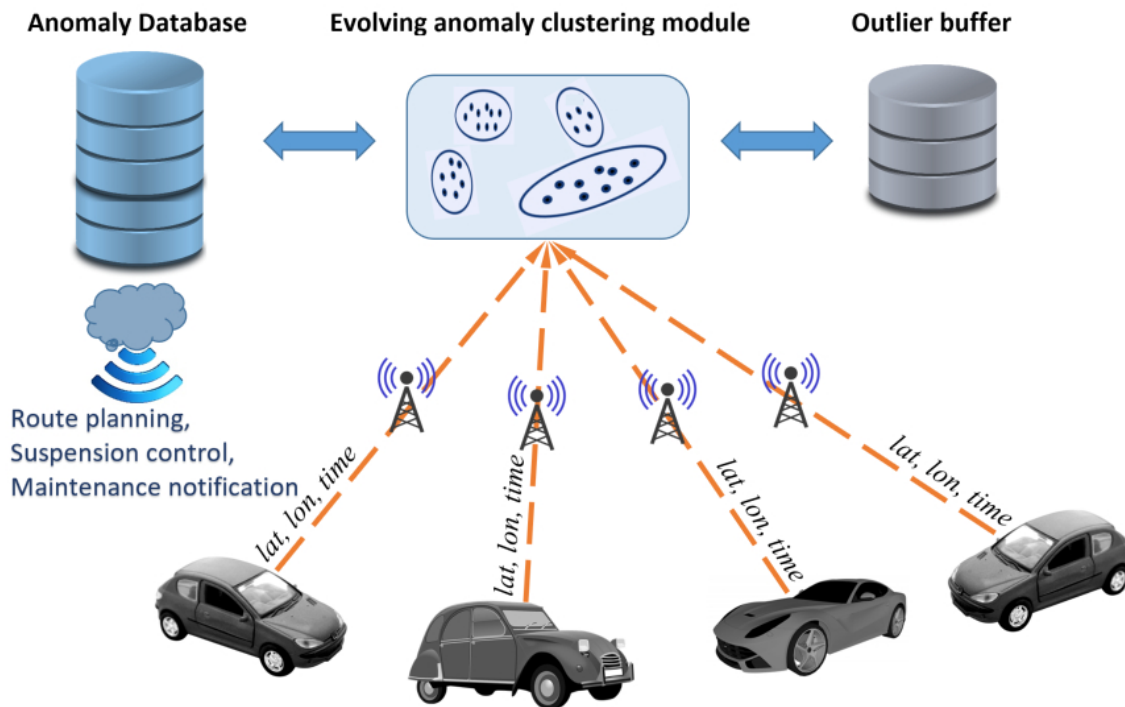 Anomaly Database
Evolving anomaly clustering module
Outlier buffer
Route planning,
Suspension control,
Maintenance notification
lat, lon, time
lat, lon, time
lat, lon, time
lat, lon, time